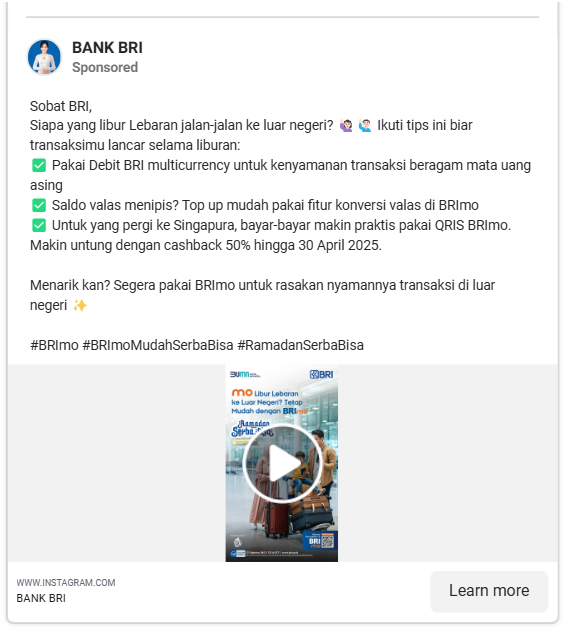 BANK BRI
Sponsored
Sobat BRI,
Siapa yang libur Lebaran jalan-jalan ke luar negeri? 🙋🏻‍♀️ 🙋🏻‍♂️ Ikuti tips ini biar
transaksimu lancar selama liburan:
✅ Pakai Debit BRI multicurrency untuk kenyamanan transaksi beragam mata uang
asing
✅ Saldo valas menipis? Top up mudah pakai fitur konversi valas di BRImo
✅ Untuk yang pergi ke Singapura, bayar-bayar makin praktis pakai QRIS BRImo.
Makin untung dengan cashback 50% hingga 30 April 2025.
Menarik kan? Segera pakai BRImo untuk rasakan nyamannya transaksi di luar
negeri ✨
#BRImo #BRImoMudahSerbaBisa #RamadanSerbaBisa
BUMN
BRI
mo Libur Lebaran
ke Luar Negeri? Tetap
Mudah dengan BRImo
Ramadan
Serba
BRI
WWW.INSTAGRAM.COM
BANK BRI
Learn more